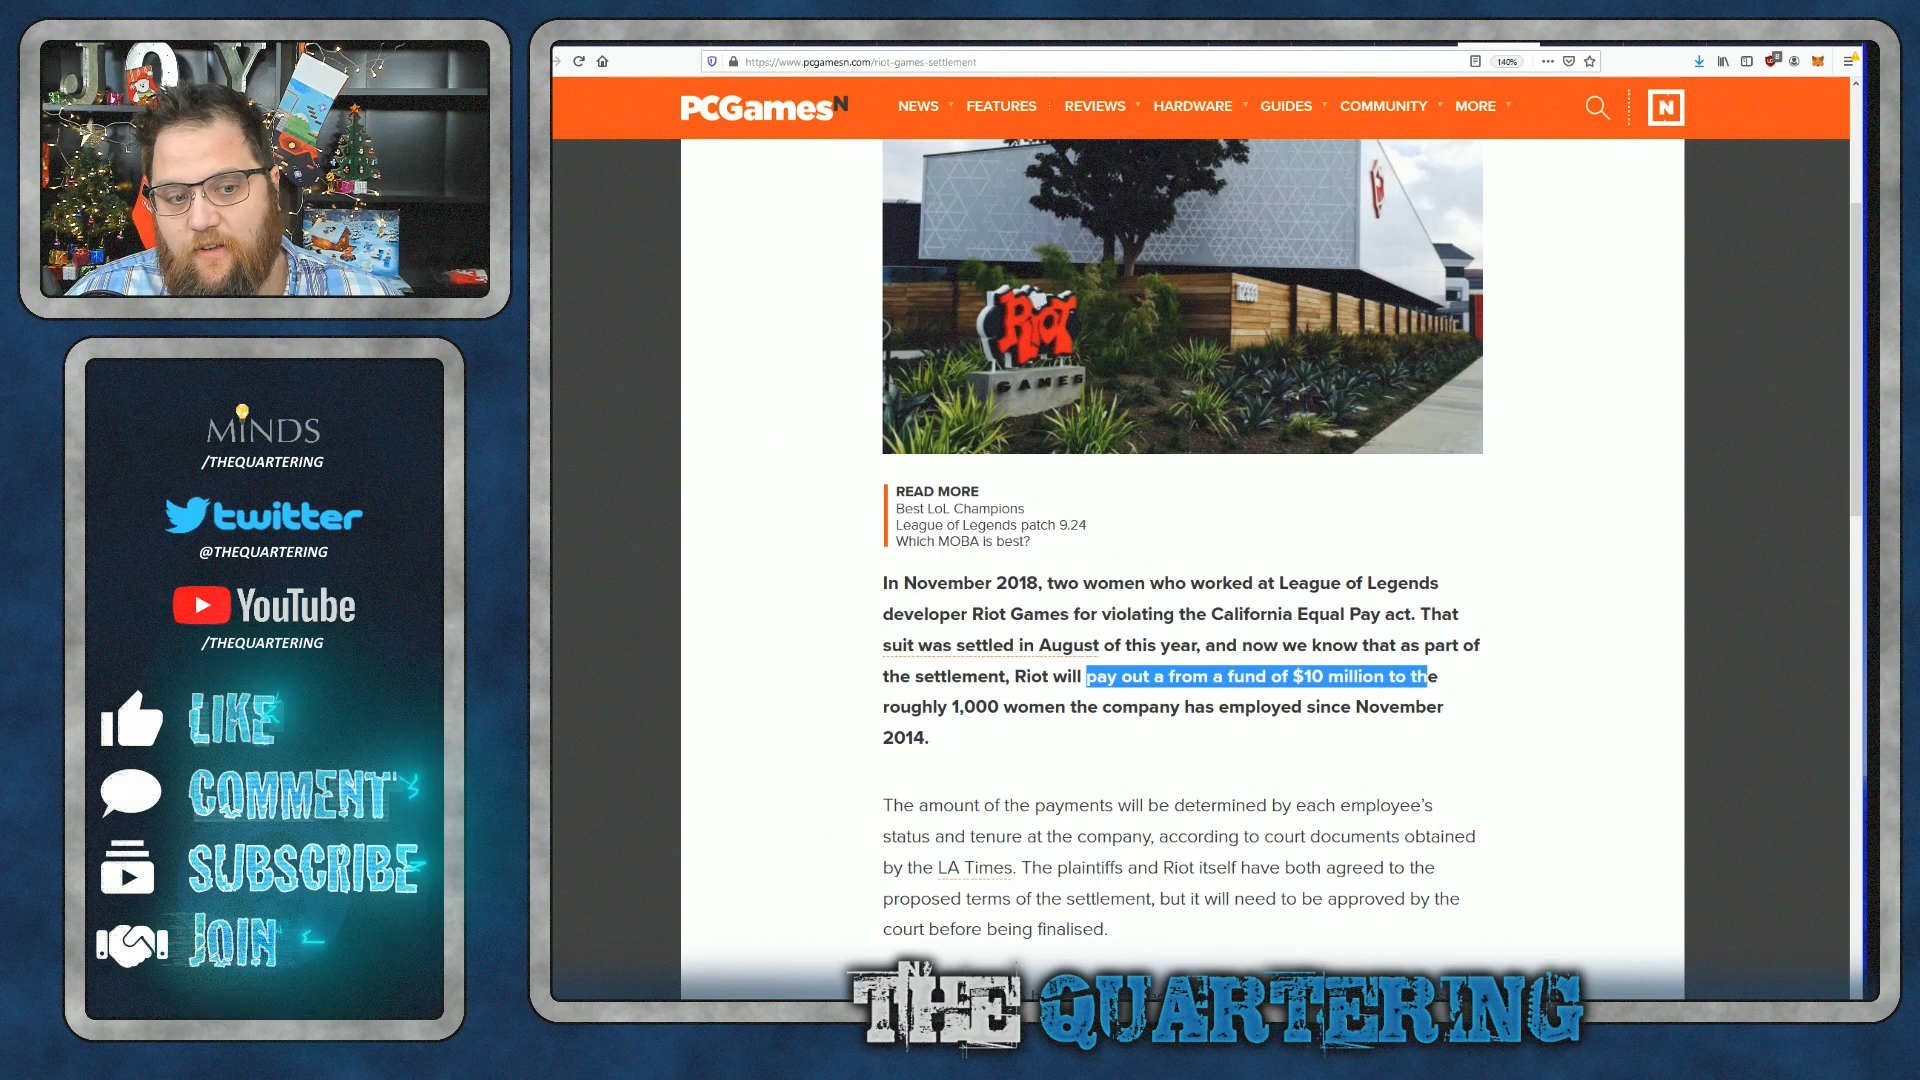 JOY
MINDS
/THEQUARTERING
twitter
@THEQUARTERING
YouTube
/THEQUARTERING
LIKE
COMMENT
SUBSCRIBE
JOIN
https://www.pcgamesn.com/riot-games-settlement
140%
PCGamesN
NEWS
FEATURES
REVIEWS
HARDWARE
GUIDES
COMMUNITY
MORE
N
RIOT
GAMES
READ MORE
Best LoL Champions
League of Legends patch 9.24
Which MOBA is best?
In November 2018, two women who worked at League of Legends
developer Riot Games for violating the California Equal Pay act. That
suit was settled in August of this year, and now we know that as part of
the settlement, Riot will pay out a from a fund of $10 million to the
roughly 1,000 women the company has employed since November
2014.
The amount of the payments will be determined by each employee’s
status and tenure at the company, according to court documents obtained
by the LA Times. The plaintiffs and Riot itself have both agreed to the
proposed terms of the settlement, but it will need to be approved by the
court before being finalised.
THE QUARTERING